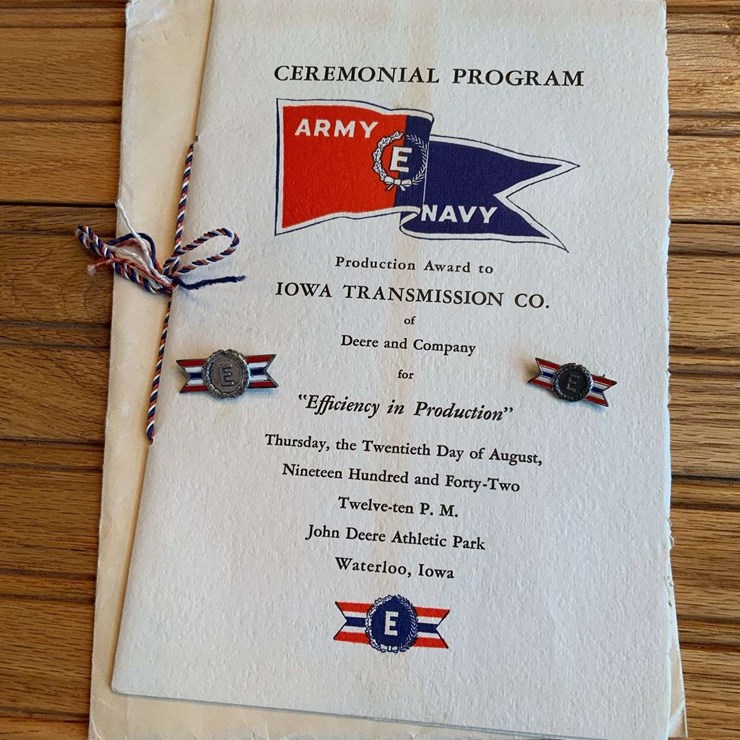 CEREMONIAL PROGRAM
ARMY
E
NAVY
Production Award to
IOWA TRANSMISSION CO.
of
Deere and Company
for
E
E
"Efficiency in Production"
Thursday, the Twentieth Day of August,
Nineteen Hundred and Forty-Two
Twelve-ten P. M.
John Deere Athletic Park
Waterloo, Iowa
E